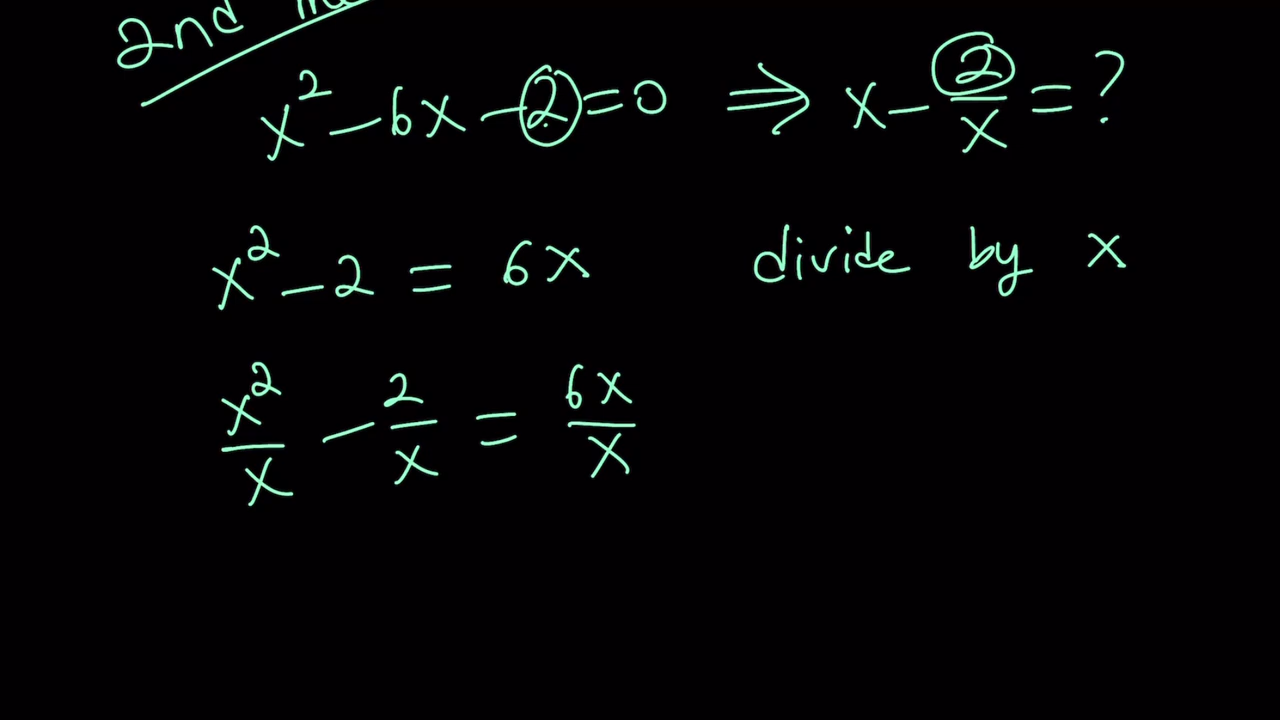 2nd
x² - 6x - 2 = 0 ⇒ x - 2/x = ?
x² - 2 = 6x divide by x
x²/x - 2/x = 6x/x